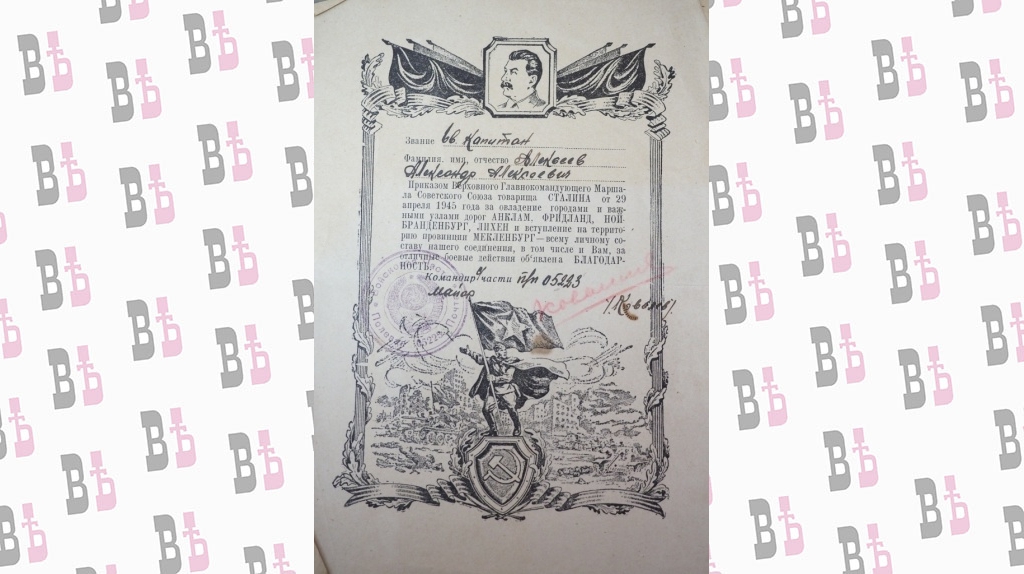 Звание гв. Капитан
Фамилия, имя, отчество Алексеев
Александр Алексеевич
Приказом Верховного Главнокомандующего Марша-
ла Советского Союза товарища СТАЛИНА от 29
апреля 1945 года за овладение городами и важ-
ными узлами дорог АНКЛАМ, ФРИДЛАНД, НОЙ-
БРАНДЕНБУРГ, ЛИХЕН и вступление на террито-
рию провинции МЕКЛЕНБУРГ—всему личному со-
ставу нашего соединения, в том числе и Вам, за
отличные боевые действия об'явлена БЛАГОДАР-
НОСТЬ.
Командир в/части п/п 05223
Майор